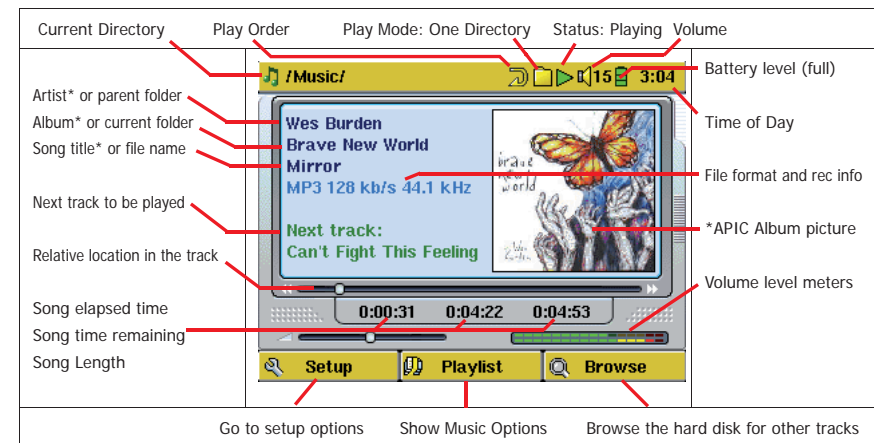 Current Directory Play Order Play Mode: One Directory Status: Playing Volume
/Music/ 15 3:04
Battery level (full)
Artist* or parent folder
Album* or current folder
Song title* or file name
Time of Day
Wes Burden
Brave New World
Mirror
MP3 128 kb/s 44.1 kHz
brave
new
world
File format and rec info
Next track to be played
Next track:
Can't Fight This Feeling
*APIC Album picture
Relative location in the track
Volume level meters
Song elapsed time
Song time remaining
Song Length
0:00:31 0:04:22 0:04:53
Setup Playlist Browse
Go to setup options Show Music Options Browse the hard disk for other tracks